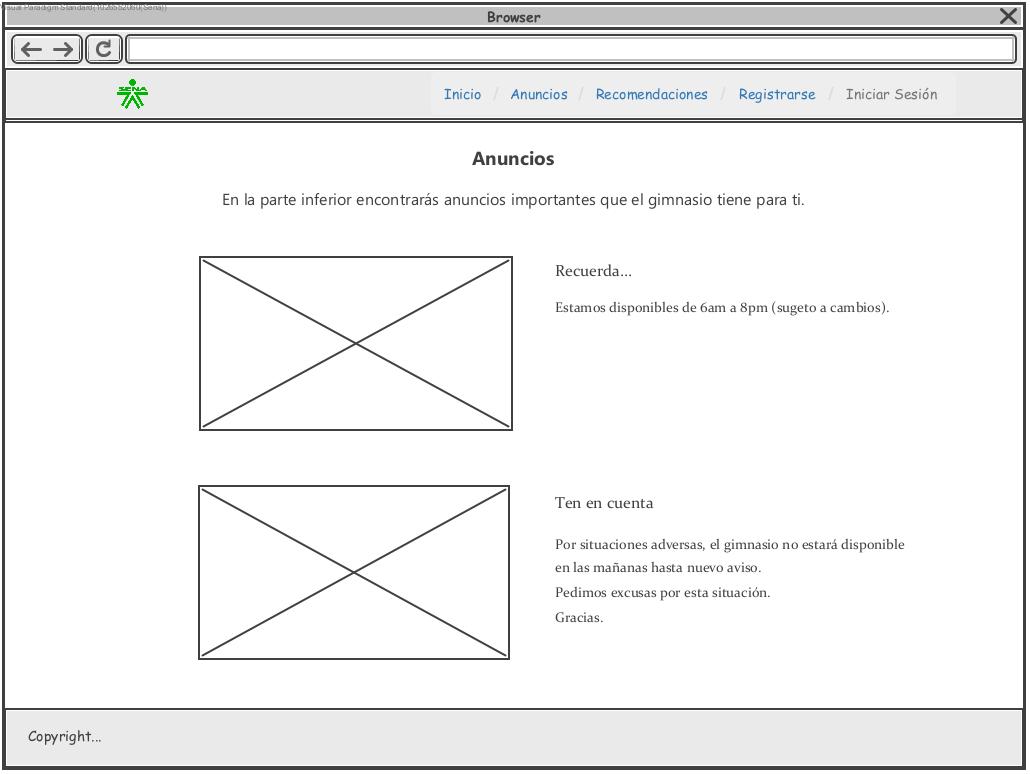 Visual Paradigm Standard(1026552060(Sena))
Browser
SENA
Inicio / Anuncios / Recomendaciones / Registrarse / Iniciar Sesión
Anuncios
En la parte inferior encontrarás anuncios importantes que el gimnasio tiene para ti.
Recuerda...
Estamos disponibles de 6am a 8pm (sugeto a cambios).
Ten en cuenta
Por situaciones adversas, el gimnasio no estará disponible
en las mañanas hasta nuevo aviso.
Pedimos excusas por esta situación.
Gracias.
Copyright...